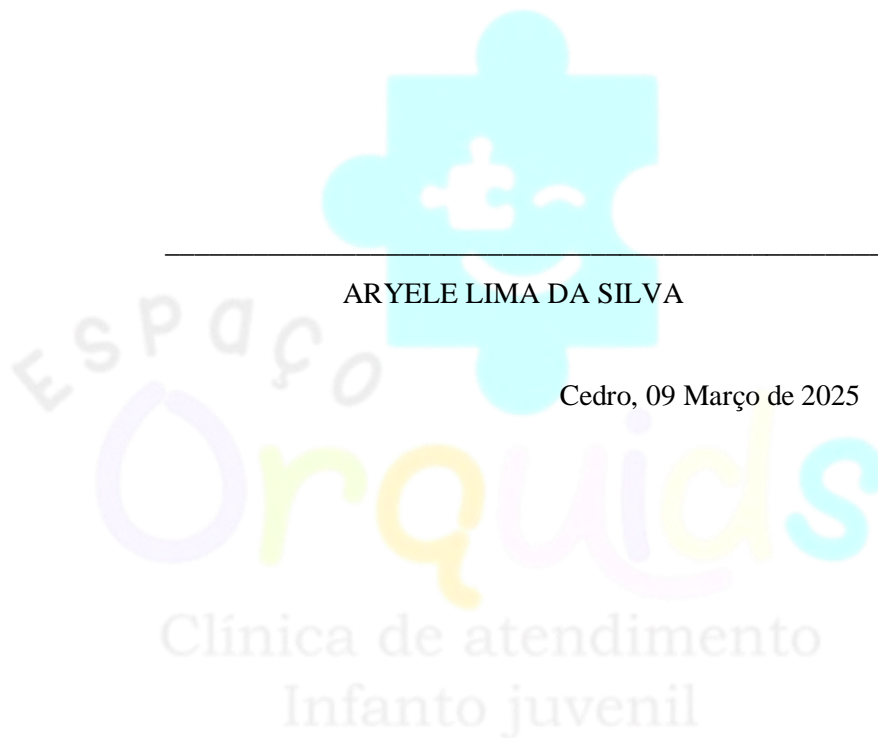 ARYELE LIMA DA SILVA
Espaço
Cedro, 09 Março de 2025
Orquids
Clínica de atendimento
Infanto juvenil